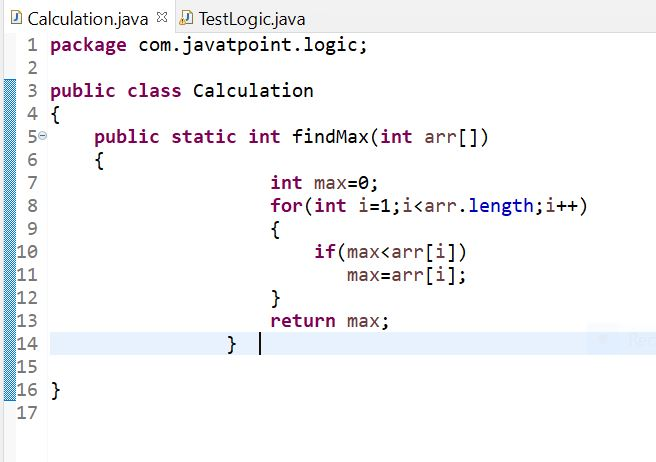 Calculation.java TestLogic.java
1 package com.javatpoint.logic;
2
3 public class Calculation
4 {
5 public static int findMax(int arr[])
6 {
7 int max=0;
8 for(int i=1;i<arr.length;i++)
9 {
10 if(max<arr[i])
11 max=arr[i];
12 }
13 return max;
14 }
15
16 }
17